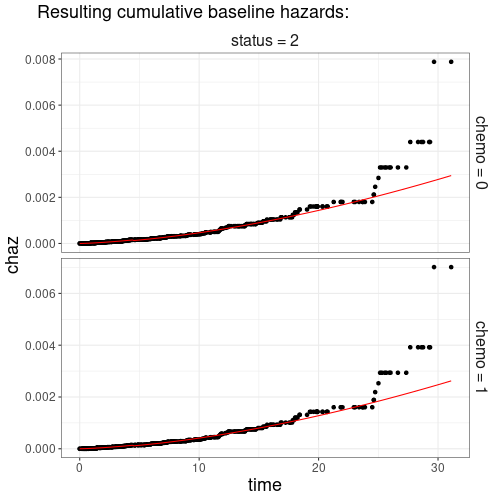 Resulting cumulative baseline hazards:
status = 2
0.008
0.006
0.004
0.002
0.000
chemo = 0
chaz
0.006
0.004
0.002
0.000
chemo = 1
0
10
20
30
time